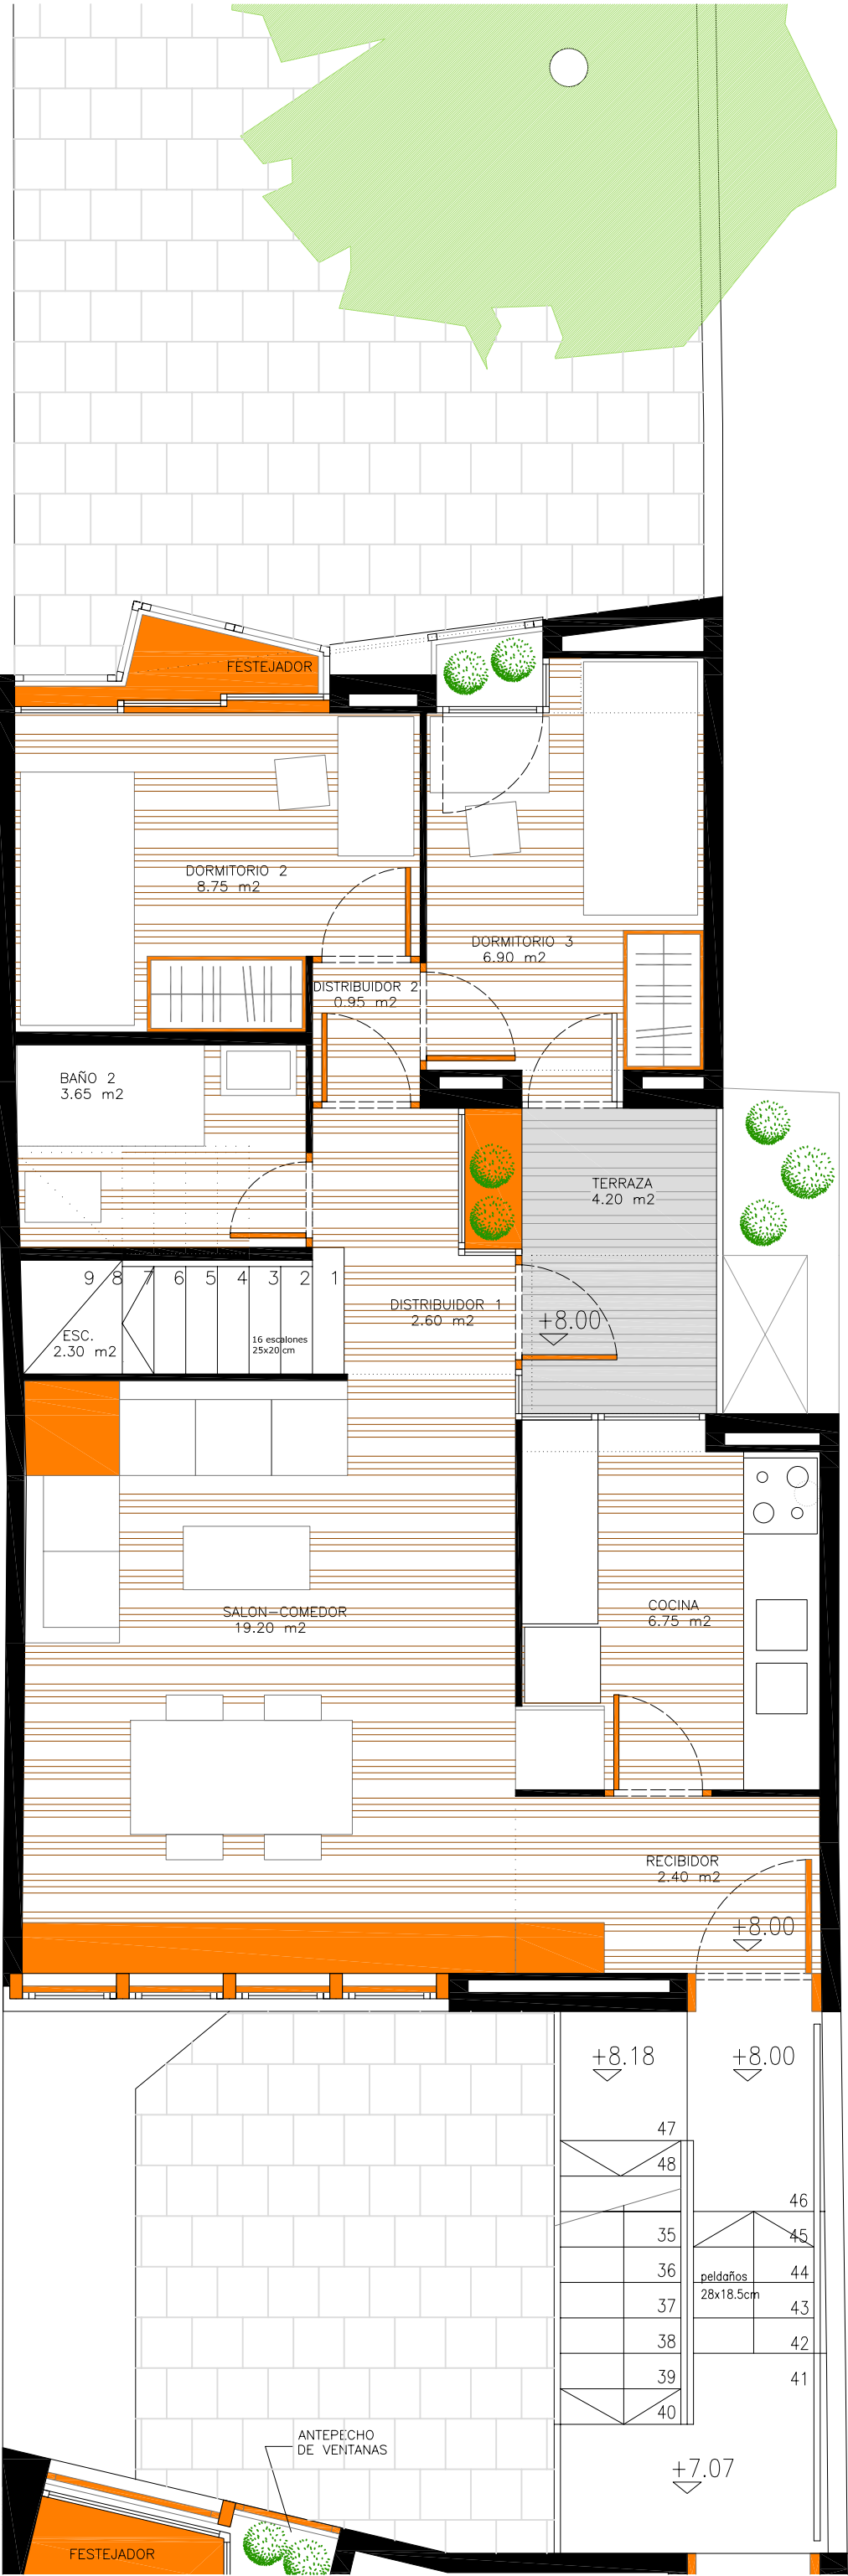 FESTEJADOR
DORMITORIO 2
8.75 m2
DORMITORIO 3
6.90 m2
DISTRIBUIDOR 2
0.95 m2
BAÑO 2
3.65 m2
TERRAZA
4.20 m2
9 8 7 6 5 4 3 2 1
DISTRIBUIDOR 1
2.60 m2
+8.00
ESC.
2.30 m2
16 escalones
25x20 cm
SALON-COMEDOR
19.20 m2
COCINA
6.75 m2
RECIBIDOR
2.40 m2
+8.00
+8.18
+8.00
47
48
46
35
45
36
44
peldaños
28x18.5cm
37
43
38
42
39
41
40
ANTEPECHO
DE VENTANAS
+7.07
FESTEJADOR